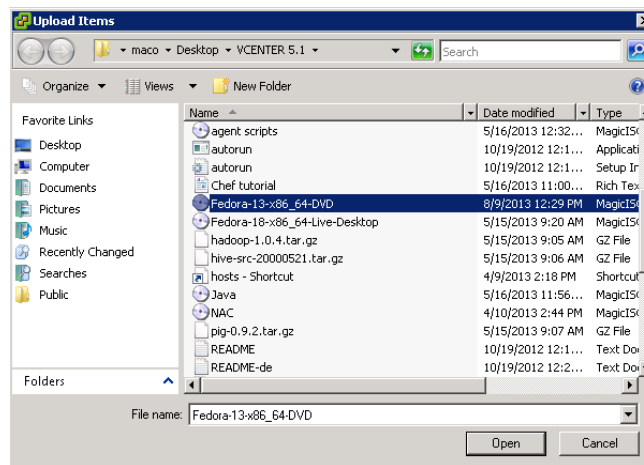 Upload Items
maco Desktop VCENTER 5.1 Search
Organize Views New Folder
Favorite Links
Desktop
Computer
Documents
Pictures
Music
Recently Changed
Searches
Public
Folders
Name Date modified Type
agent scripts 5/16/2013 12:32... MagicIS
autorun 10/19/2012 12:1... Applicati
autorun 10/19/2012 12:1... Setup In
Chef tutorial 5/16/2013 11:00... Rich Tex
Fedora-13-x86_64-DVD 8/9/2013 12:29 PM MagicIS
Fedora-18-x86_64-Live-Desktop 5/15/2013 9:20 AM MagicIS
hadoop-1.0.4.tar.gz 5/15/2013 9:05 AM GZ File
hive-src-20000521.tar.gz 5/15/2013 9:06 AM GZ File
hosts - Shortcut 4/9/2013 2:18 PM Shortcut
Java 5/16/2013 11:56... MagicIS
NAC 4/10/2013 2:44 PM MagicIS
pig-0.9.2.tar.gz 5/15/2013 9:07 AM GZ File
README 10/19/2012 12:1... Text Do
README-de 10/19/2012 12:2... Text Do
File name: Fedora-13-x86_64-DVD
Open Cancel